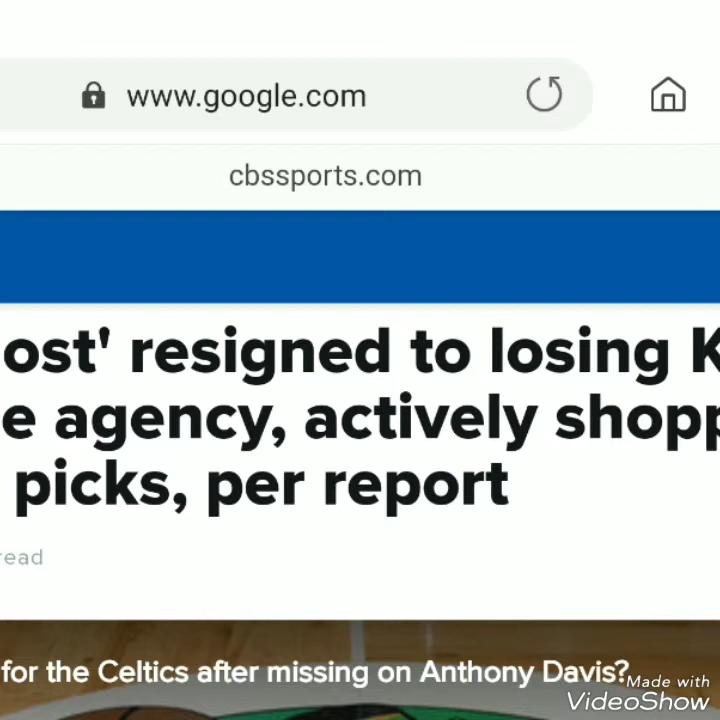 www.google.com
cbssports.com
ost' resigned to losing K
e agency, actively shopp
picks, per report
read
for the Celtics after missing on Anthony Davis?
Made with
VideoShow